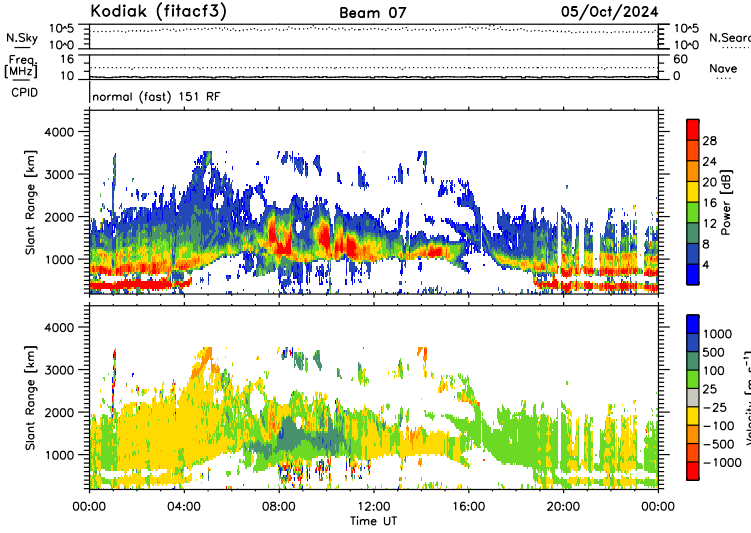 Kodiak (fitacf3) Beam 07 05/Oct/2024
N.Sky 10^5 10^0 10^5 10^0 N.Sear
Freq. [MHz] 16 10 60 0 Nave
CPID normal (fast) 151 RF
Slant Range [km]
4000
3000
2000
1000
28
24
20
16
12
8
4
Power [dB]
Slant Range [km]
4000
3000
2000
1000
1000
500
100
25
-25
-100
-500
-1000
Velocity [m s^-1]
00:00 04:00 08:00 12:00 16:00 20:00 00:00
Time UT